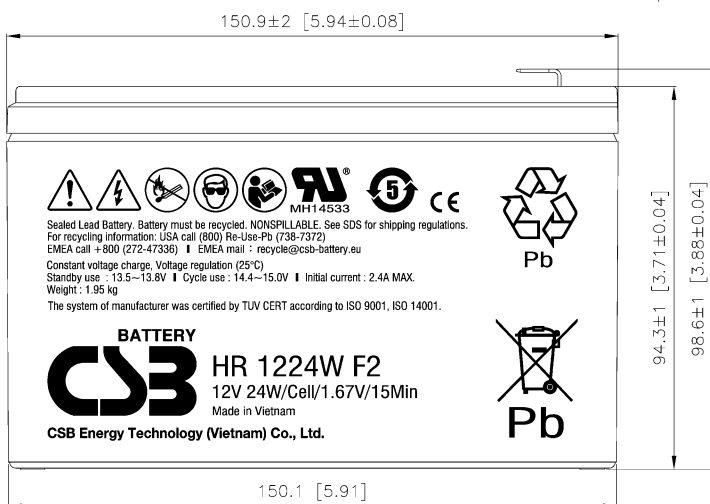 150.9±2 [5.94±0.08]
MH14533
5
CE
Sealed Lead Battery. Battery must be recycled. NONSPILLABLE. See SDS for shipping regulations.
For recycling information: USA call (800) Re-Use-Pb (738-7372)
EMEA call +800 (272-47336) ❙ EMEA mail : recycle@csb-battery.eu
Pb
Constant voltage charge, Voltage regulation (25°C)
Standby use : 13.5~13.8V ❙ Cycle use : 14.4~15.0V ❙ Initial current : 2.4A MAX.
Weight : 1.95 kg
The system of manufacturer was certified by TUV CERT according to ISO 9001, ISO 14001.
94.3±1 [3.71±0.04]
98.6±1 [3.88±0.04]
BATTERY
CSB
HR 1224W F2
12V 24W/Cell/1.67V/15Min
Made in Vietnam
Pb
CSB Energy Technology (Vietnam) Co., Ltd.
150.1 [5.91]